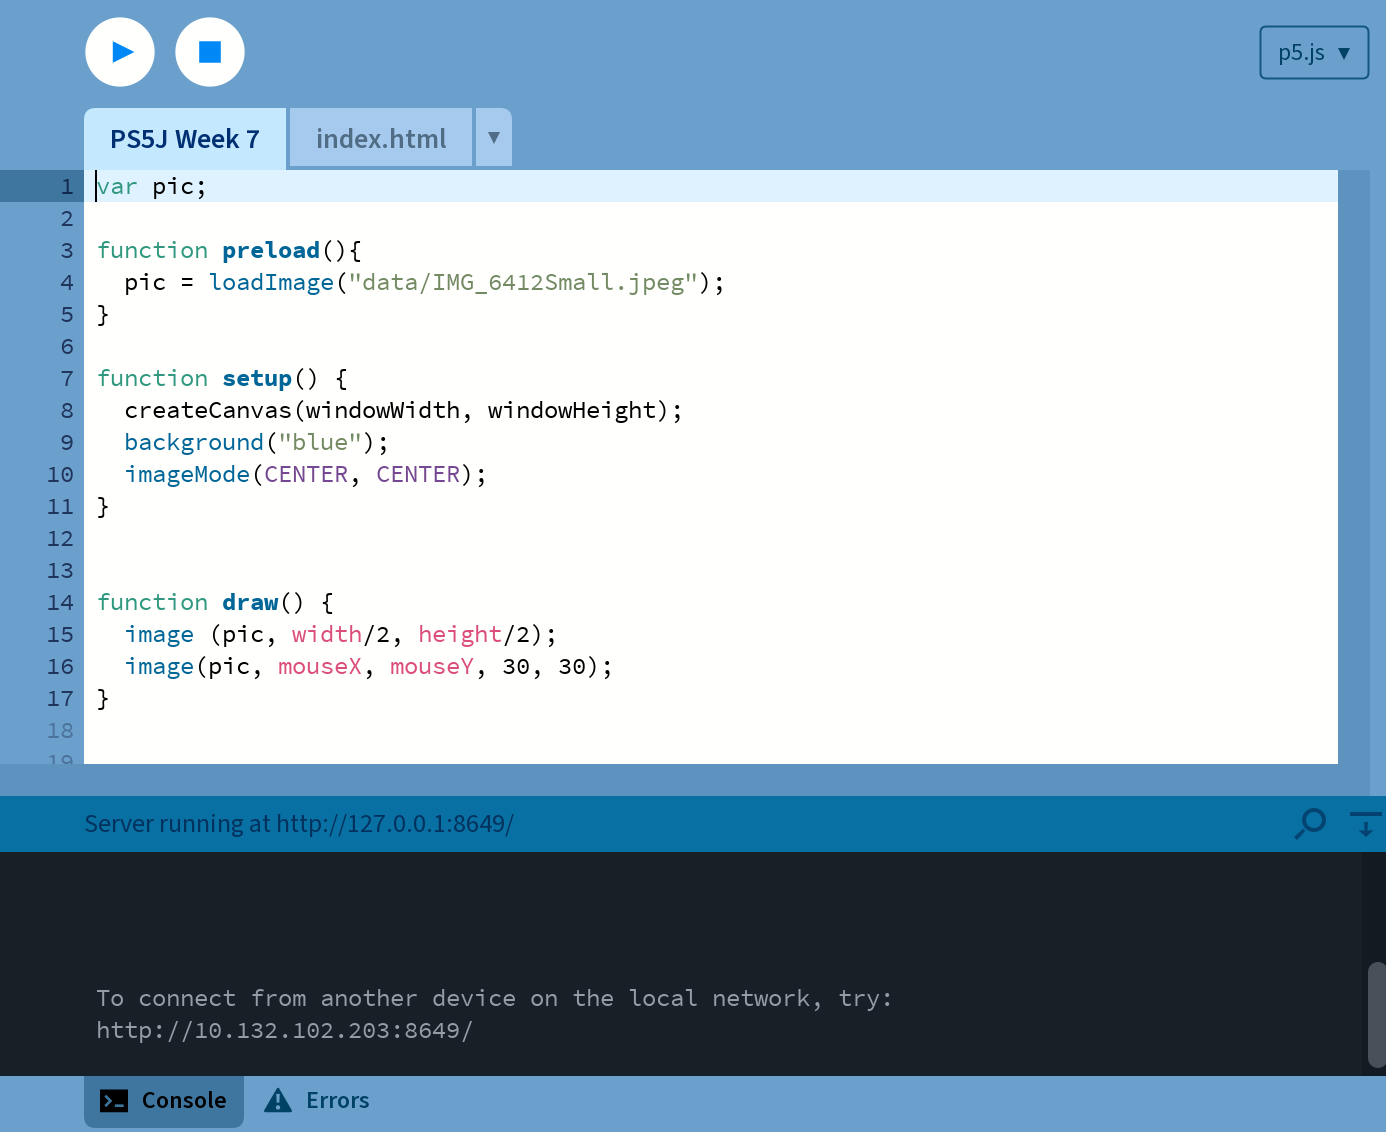 p5.js ▼
PS5J Week 7 index.html ▼
1 var pic;
2
3 function preload(){
4   pic = loadImage("data/IMG_6412Small.jpeg");
5 }
6
7 function setup() {
8   createCanvas(windowWidth, windowHeight);
9   background("blue");
10   imageMode(CENTER, CENTER);
11 }
12
13
14 function draw() {
15   image (pic, width/2, height/2);
16   image(pic, mouseX, mouseY, 30, 30);
17 }
18
19
Server running at http://127.0.0.1:8649/
To connect from another device on the local network, try:
http://10.132.102.203:8649/
Console Errors